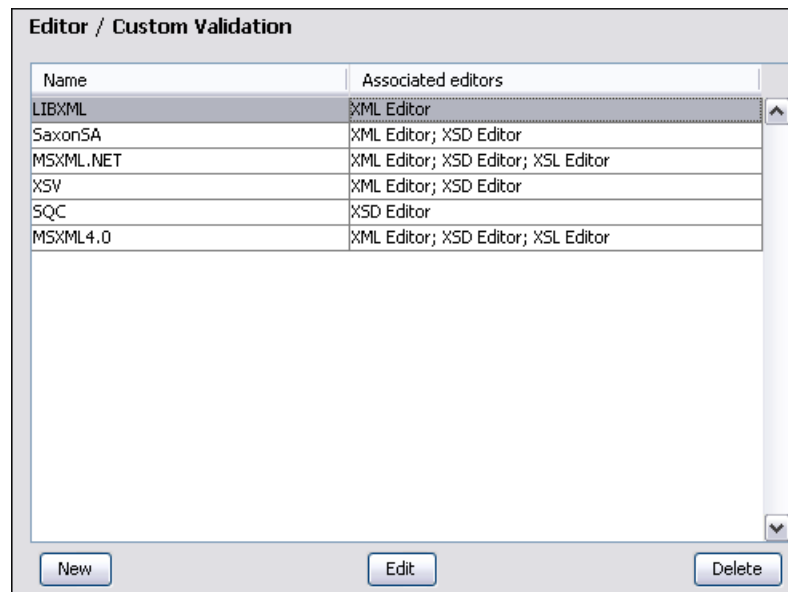 Editor / Custom Validation
Name Associated editors
LIBXML XML Editor
SaxonSA XML Editor; XSD Editor
MSXML.NET XML Editor; XSD Editor; XSL Editor
XSV XML Editor; XSD Editor
SQC XSD Editor
MSXML4.0 XML Editor; XSD Editor; XSL Editor
New Edit Delete